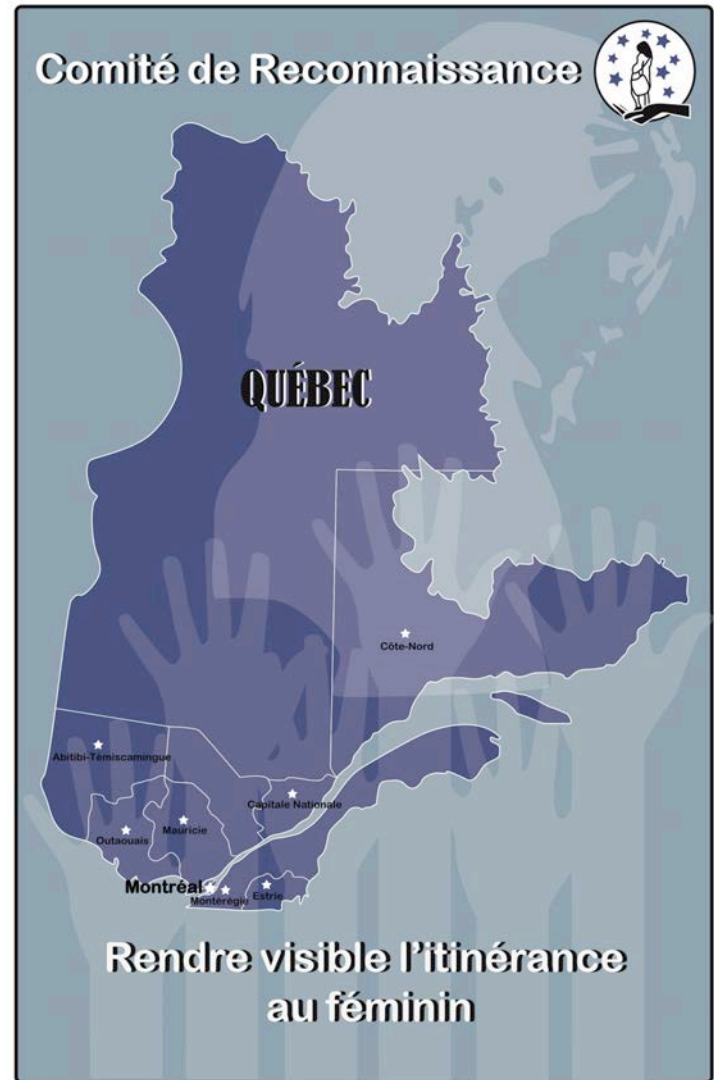 Comité de Reconnaissance
QUÉBEC
Côte-Nord
Abitibi-Témiscamingue
Capitale Nationale
Mauricie
Outaouais
Montréal
Montérégie
Estrie
Rendre visible l'itinérance
au féminin